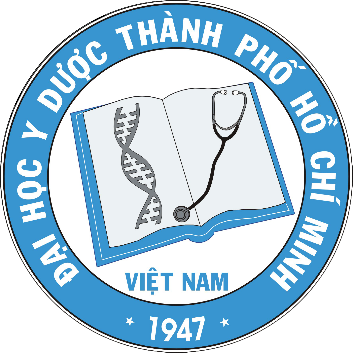 ĐẠI HỌC Y DƯỢC THÀNH PHỐ HỒ CHÍ MINH
VIỆT NAM
* 1947 *